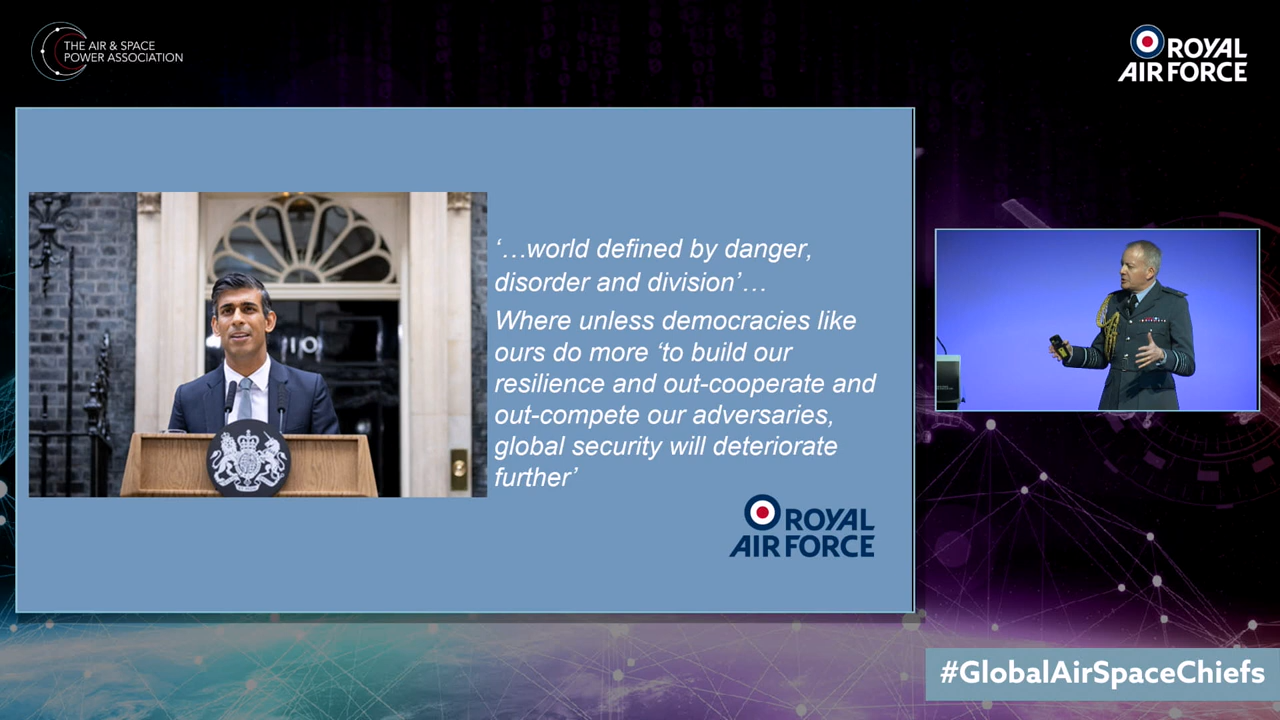 THE AIR & SPACE
POWER ASSOCIATION
ROYAL
AIR FORCE
‘…world defined by danger,
disorder and division’…
Where unless democracies like
ours do more ‘to build our
resilience and out-cooperate and
out-compete our adversaries,
global security will deteriorate
further’
10
ROYAL
AIR FORCE
#GlobalAirSpaceChiefs